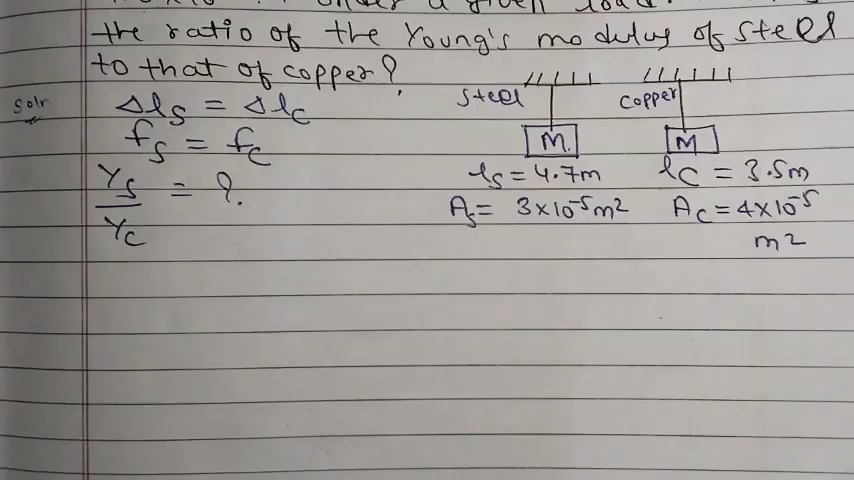 the ratio of the Young's modulus of steel
to that of copper?
Soln
Δls = Δlc
fs = fc
Ys
/
Yc
= ?
steel
copper
M
M
ls = 4.7m
lc = 3.5m
As = 3×10⁻⁵m²
Ac = 4×10⁻⁵
m²